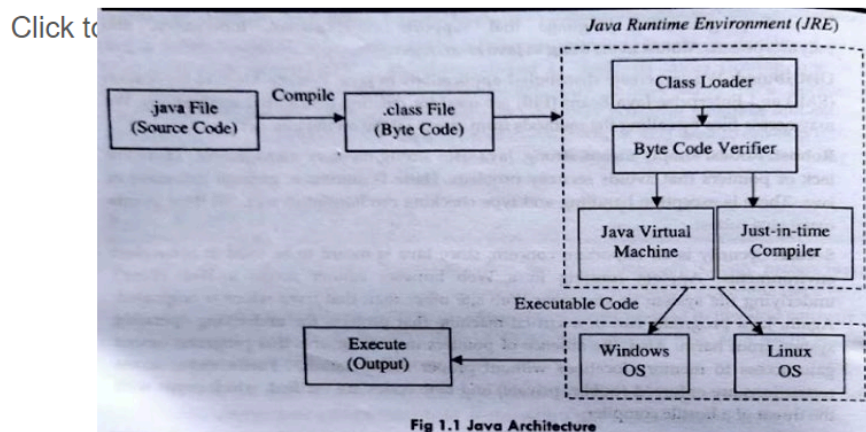 Click to
Java Runtime Environment (JRE)
.java File
(Source Code)
Compile
.class File
(Byte Code)
Class Loader
Byte Code Verifier
Java Virtual
Machine
Just-in-time
Compiler
Executable Code
Execute
(Output)
Windows
OS
Linux
OS
Fig 1.1 Java Architecture